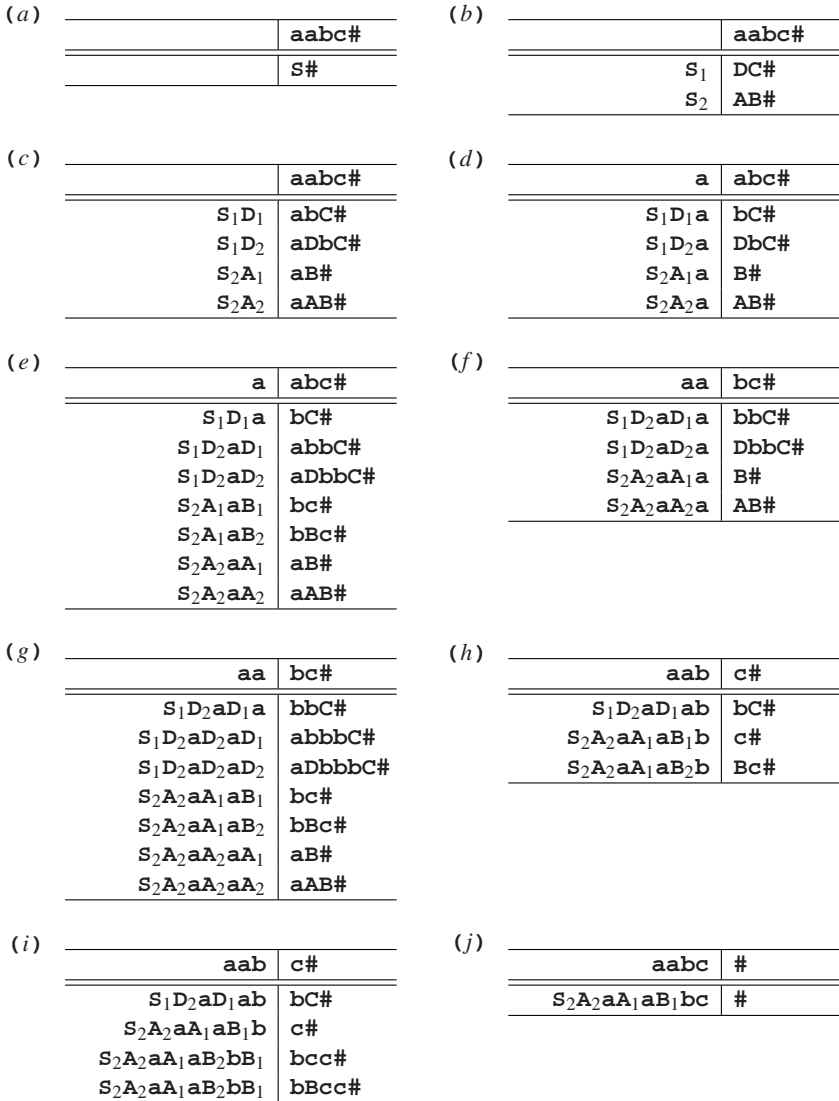 (a)
aabc#
S#
(b)
aabc#
S₁ DC#
S₂ AB#
(c)
aabc#
S₁D₁ abC#
S₁D₂ aDbC#
S₂A₁ aB#
S₂A₂ aAB#
(d)
a abc#
S₁D₁a bC#
S₁D₂a DbC#
S₂A₁a B#
S₂A₂a AB#
(e)
a abc#
S₁D₁a bC#
S₁D₂aD₁ abbC#
S₁D₂aD₂ aDbbC#
S₂A₁aB₁ bc#
S₂A₁aB₂ bBc#
S₂A₂aA₁ aB#
S₂A₂aA₂ aAB#
(f)
aa bc#
S₁D₂aD₁a bbC#
S₁D₂aD₂a DbbC#
S₂A₂aA₁a B#
S₂A₂aA₂a AB#
(g)
aa bc#
S₁D₂aD₁a bbC#
S₁D₂aD₂aD₁ abbbC#
S₁D₂aD₂aD₂ aDbbbC#
S₂A₂aA₁aB₁ bc#
S₂A₂aA₁aB₂ bBc#
S₂A₂aA₂aA₁ aB#
S₂A₂aA₂aA₂ aAB#
(h)
aab c#
S₁D₂aD₁ab bC#
S₂A₂aA₁aB₁b c#
S₂A₂aA₁aB₂b Bc#
(i)
aab c#
S₁D₂aD₁ab bC#
S₂A₂aA₁aB₁b c#
S₂A₂aA₁aB₂bB₁ bcc#
S₂A₂aA₁aB₂bB₁ bBcc#
(j)
aabc #
S₂A₂aA₁aB₁bc #